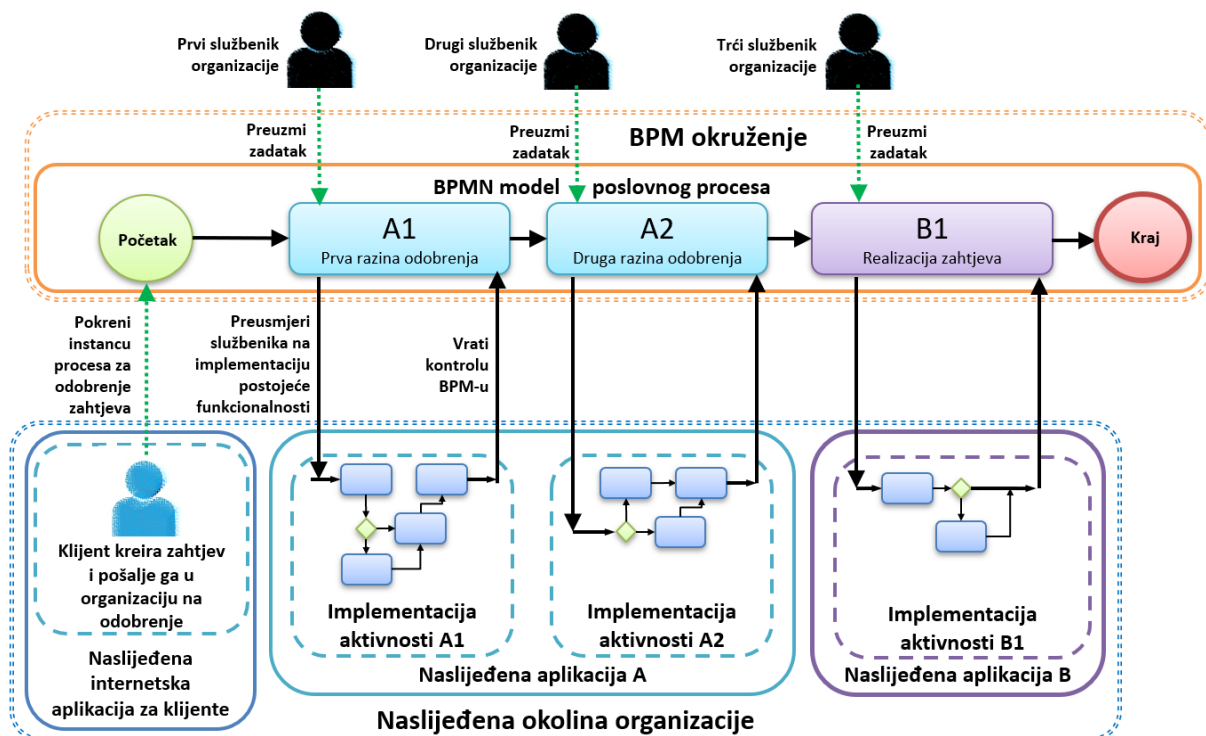 Prvi službenik
organizacije
Drugi službenik
organizacije
Trći službenik
organizacije
Preuzmi
zadatak
Preuzmi
zadatak
Preuzmi
zadatak
BPM okruženje
BPMN model poslovnog procesa
Početak
A1
Prva razina odobrenja
A2
Druga razina odobrenja
B1
Realizacija zahtjeva
Kraj
Pokreni
instancu
procesa za
odobrenje
zahtjeva
Preusmjeri
službenika na
implementaciju
postojeće
funkcionalnosti
Vrati
kontrolu
BPM-u
Klijent kreira zahtjev
i pošalje ga u
organizaciju na
odobrenje
Naslijeđena
internetska
aplikacija za klijente
Implementacija
aktivnosti A1
Implementacija
aktivnosti A2
Naslijeđena aplikacija A
Implementacija
aktivnosti B1
Naslijeđena aplikacija B
Naslijeđena okolina organizacije